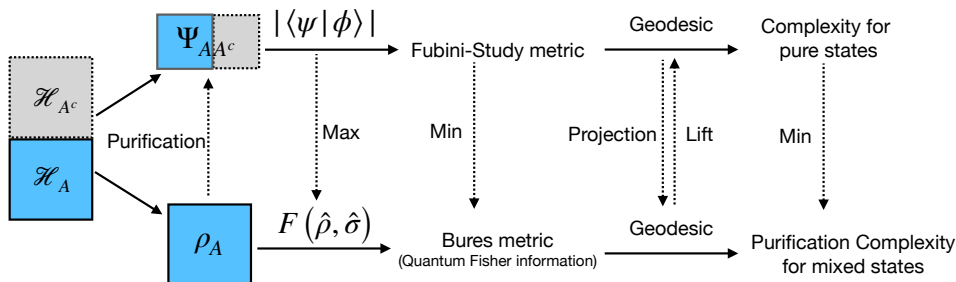 Ψ_{AA^c}
|⟨ψ|ϕ⟩|
Geodesic
Complexity for
pure states
Fubini-Study metric
ℋ_{A^c}
Purification
Max
Min
Projection
Lift
Min
ℋ_A
ρ_A
F(ρ̂, σ̂)
Bures metric
(Quantum Fisher information)
Geodesic
Purification Complexity
for mixed states